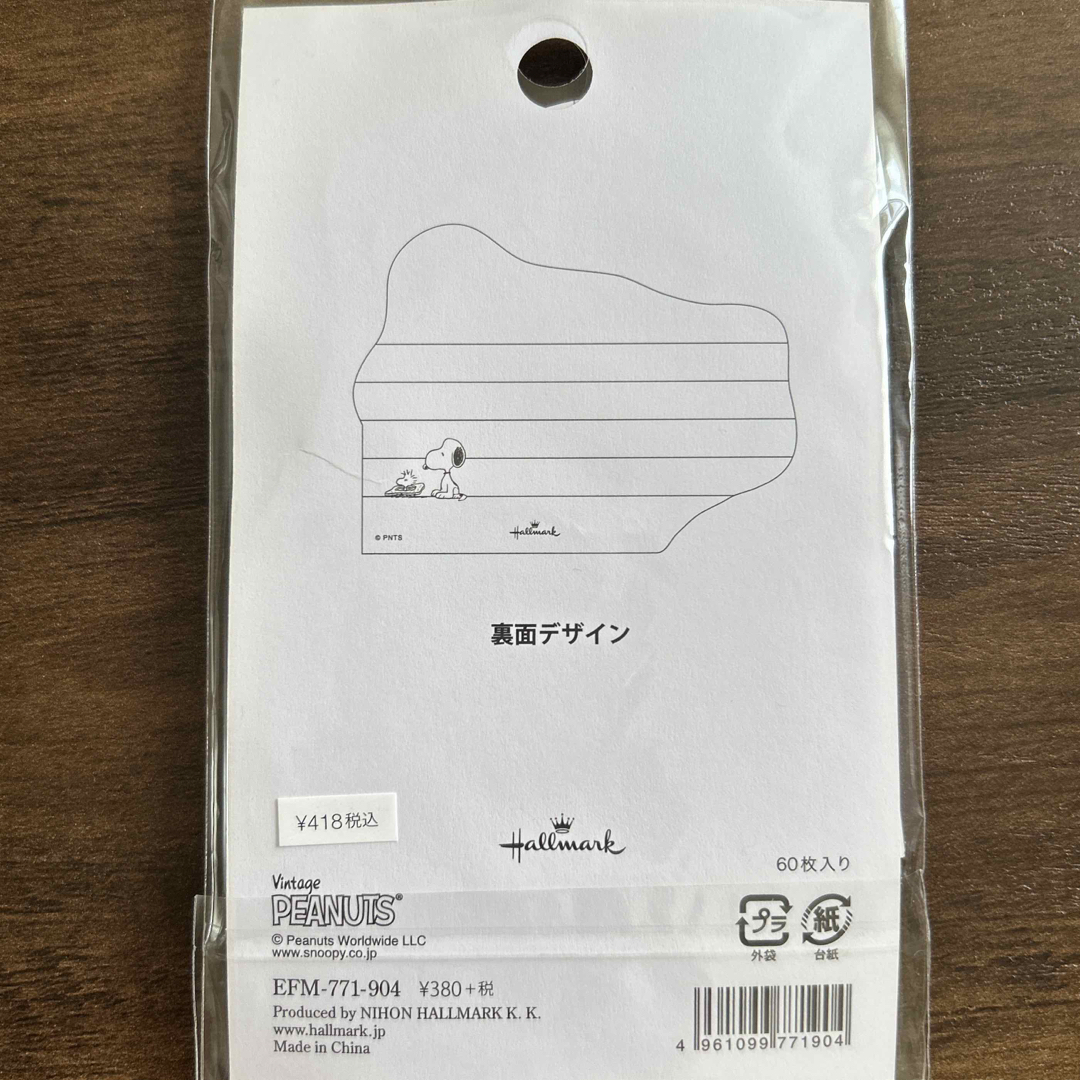 © PNTS
Hallmark
裏面デザイン
¥418税込
Hallmark
60枚入り
Vintage
PEANUTS®
© Peanuts Worldwide LLC
www.snoopy.co.jp
プラ
外袋
紙
台紙
EFM-771-904 ¥380+税
Produced by NIHON HALLMARK K. K.
www.hallmark.jp
Made in China
4 961099 771904